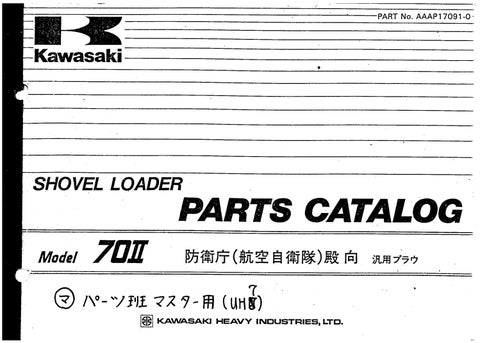 PART No. AAAP17091-0
Kawasaki
SHOVEL LOADER
PARTS CATALOG
Model 70II 防衛庁(航空自衛隊)殿向 汎用プラウ
マ パーツ班 マスター用 (UH7)
KAWASAKI HEAVY INDUSTRIES, LTD.